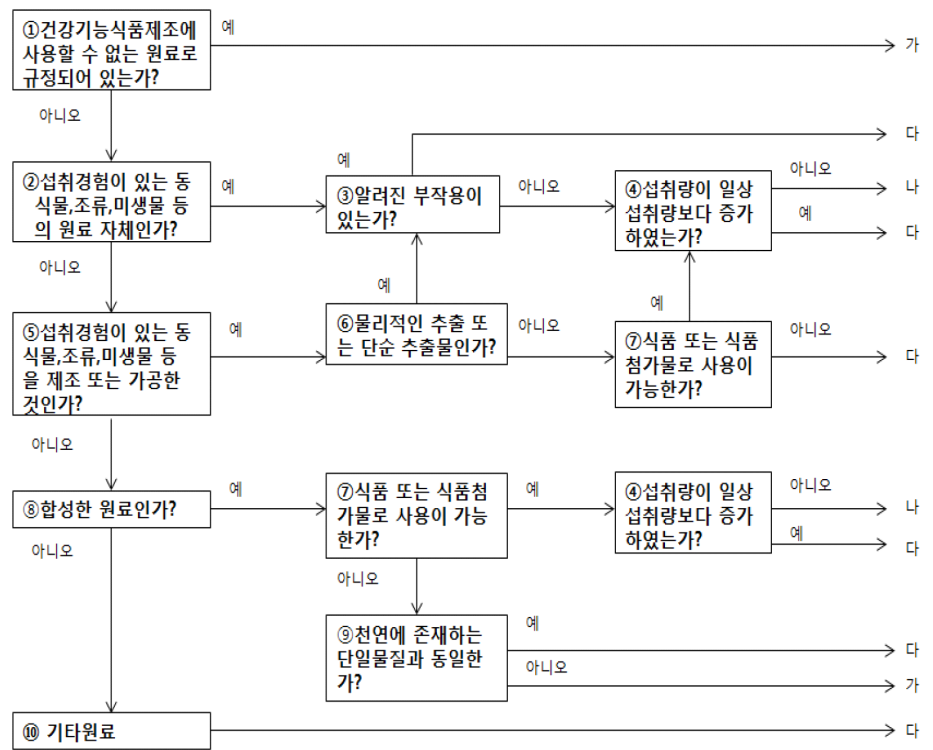 ①건강기능식품제조에
사용할 수 없는 원료로
규정되어 있는가?
예
가
아니오
②섭취경험이 있는 동
식물,조류,미생물 등
의 원료 자체인가?
예
③알려진 부작용이
있는가?
예
다
아니오
④섭취량이 일상
섭취량보다 증가
하였는가?
아니오
나
예
다
아니오
⑤섭취경험이 있는 동
식물,조류,미생물 등
을 제조 또는 가공한
것인가?
예
⑥물리적인 추출 또
는 단순 추출물인가?
예
아니오
⑦식품 또는 식품
첨가물로 사용이
가능한가?
예
아니오
다
아니오
⑧합성한 원료인가?
예
⑦식품 또는 식품첨
가물로 사용이 가능
한가?
예
④섭취량이 일상
섭취량보다 증가
하였는가?
아니오
나
예
다
아니오
아니오
⑨천연에 존재하는
단일물질과 동일한
가?
예
다
아니오
가
⑩ 기타원료
다